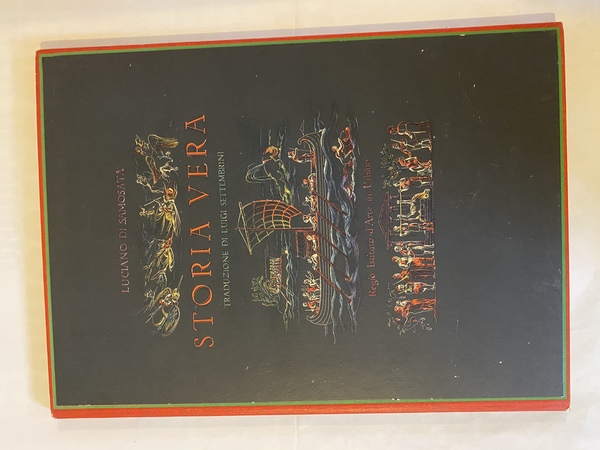 LUCIANO DI SAMOSATA
STORIA VERA
TRADUZIONE DI LUIGI SETTEMBRINI
Regio Istituto d'Arte in Urbino